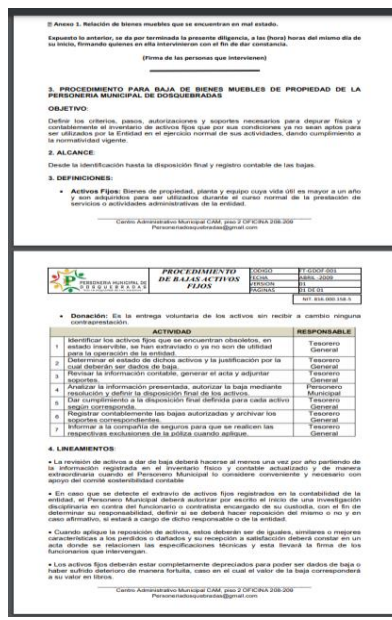 Anexo 1. Relación de bienes muebles que se encuentran en mal estado.
Expuesto lo anterior, se da por terminada la presente diligencia, a las (hora) horas del mismo día de
su inicio, firmando quienes en ella intervinieron con el fin de dar constancia.
(Firma de las personas que intervienen)
3. PROCEDIMIENTO PARA BAJA DE BIENES MUEBLES DE PROPIEDAD DE LA
PERSONERIA MUNICIPAL DE DOSQUEBRADAS
OBJETIVO:
Definir los criterios, pasos, autorizaciones y soportes necesarios para depurar física y
contablemente el inventario de activos fijos que por sus condiciones ya no sean aptos para
ser utilizados por la Entidad en el ejercicio normal de sus actividades, dando cumplimiento a
la normatividad vigente.
2. ALCANCE:
Desde la identificación hasta la disposición final y registro contable de las bajas.
3. DEFINICIONES:
• Activos Fijos: Bienes de propiedad, planta y equipo cuya vida útil es mayor a un año
y son adquiridos para ser utilizados durante el curso normal de la prestación de
servicios o actividades administrativas de la entidad.
Centro Administrativo Municipal CAM, piso 2 OFICINA 208-209
Personeriadosquebradas@gmail.com
PERSONERIA MUNICIPAL DE
DOSQUEBRADAS
PROCEDIMIENTO
DE BAJAS ACTIVOS
FIJOS
CODIGO FT-GDOF-001
FECHA ABRIL -2009
VERSION 01
PAGINAS 01 DE 01
NIT. 816.000.158-5
• Donación: Es la entrega voluntaria de los activos sin recibir a cambio ninguna
contraprestación.
ACTIVIDAD RESPONSABLE
1 Identificar los activos fijos que se encuentran obsoletos, en
estado inservible, se han extraviado o ya no son de utilidad
para la operación de la entidad. Tesorero
General
2 Determinar el estado de dichos activos y la justificación por la
cual deberán ser dados de baja. Tesorero
General
3 Revisar la información contable, generar el acta y adjuntar
soportes. Tesorero
General
4 Analizar la información presentada, autorizar la baja mediante
resolución y definir la disposición final de los activos. Personero
Municipal
5 Dar cumplimiento a la disposición final definida para cada activo
según corresponda. Tesorero
General
6 Registrar contablemente las bajas autorizadas y archivar los
soportes correspondientes. Tesorero
General
7 Informar a la compañía de seguros para que se realicen las
respectivas exclusiones de la póliza cuando aplique. Tesorero
General
4. LINEAMIENTOS:
• La revisión de activos a dar de baja deberá hacerse al menos una vez por año partiendo de
la información registrada en el inventario físico y contable actualizado y de manera
extraordinaria cuando el Personero Municipal lo considere conveniente y necesario con
apoyo del comité sostenibilidad contable
• En caso que se detecte el extravío de activos fijos registrados en la contabilidad de la
entidad, el Personero Municipal deberá autorizar por escrito el inicio de una investigación
disciplinaria en contra del funcionario o contratista encargado de su custodia, con el fin de
determinar su responsabilidad, definir si se deberá hacer reposición del mismo o no y en
caso afirmativo, si estará a cargo de dicho responsable o de la entidad.
• Cuando aplique la reposición de activos, estos deberán ser de iguales, similares o mejores
características a los perdidos o dañados y su recepción a satisfacción deberá constar en un
acta donde se relacionen las especificaciones técnicas y esta llevará la firma de los
funcionarios que intervengan.
• Los activos fijos deberán estar completamente depreciados para poder ser dados de baja o
haber sufrido deterioro de manera fortuita, caso en el cual el valor de la baja corresponderá
a su valor en libros.
Centro Administrativo Municipal CAM, piso 2 OFICINA 208-209
Personeriadosquebradas@gmail.com